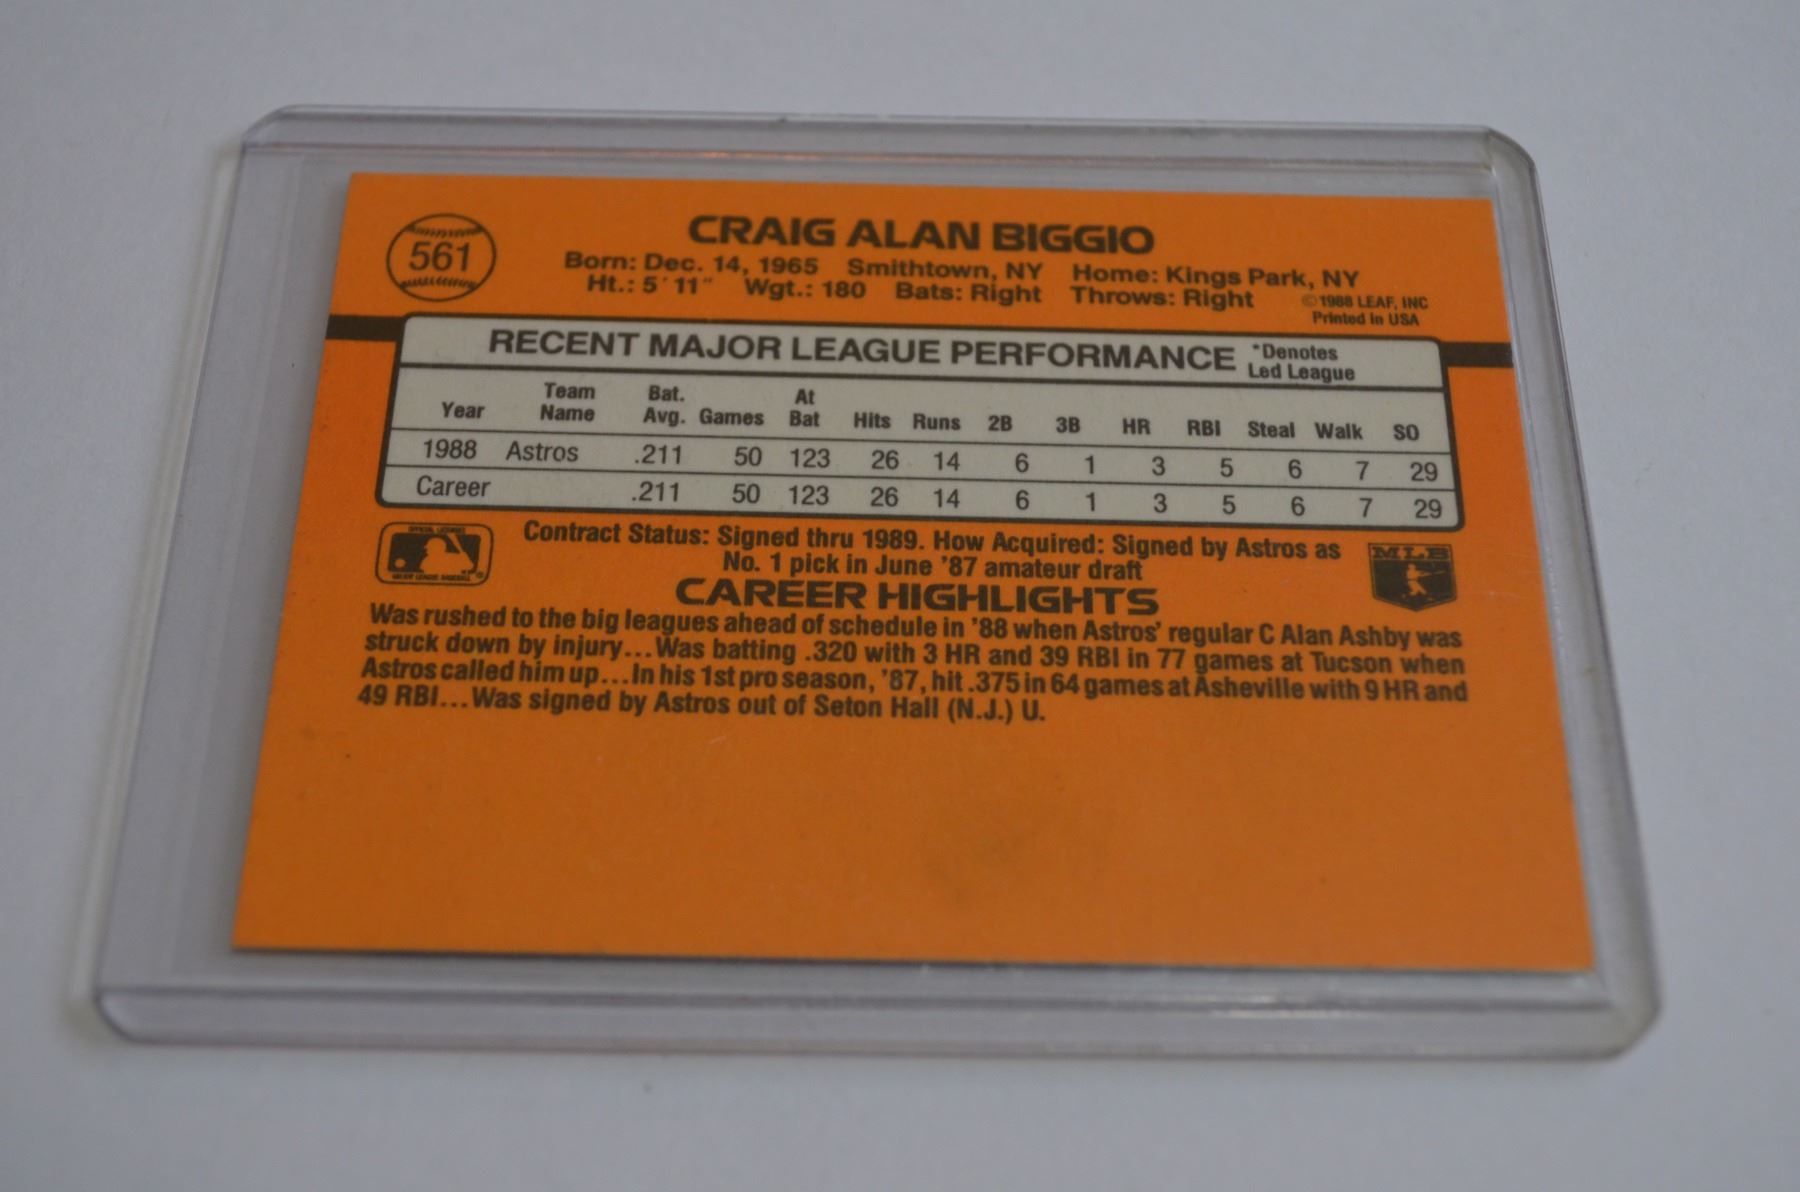 561
CRAIG ALAN BIGGIO
Born: Dec. 14, 1965 Smithtown, NY Home: Kings Park, NY
Ht.: 5' 11" Wgt.: 180 Bats: Right Throws: Right
©1988 LEAF, INC
Printed in USA
RECENT MAJOR LEAGUE PERFORMANCE
*Denotes
Led League
Year Team Name Bat. Avg. Games At Bat Hits Runs 2B 3B HR RBI Steal Walk SO
1988 Astros .211 50 123 26 14 6 1 3 5 6 7 29
Career .211 50 123 26 14 6 1 3 5 6 7 29
Contract Status: Signed thru 1989. How Acquired: Signed by Astros as
No. 1 pick in June '87 amateur draft
MLB
MAJOR LEAGUE BASEBALL
CAREER HIGHLIGHTS
Was rushed to the big leagues ahead of schedule in '88 when Astros' regular C Alan Ashby was
struck down by injury...Was batting .320 with 3 HR and 39 RBI in 77 games at Tucson when
Astros called him up...In his 1st pro season, '87, hit .375 in 64 games at Asheville with 9 HR and
49 RBI...Was signed by Astros out of Seton Hall (N.J.) U.